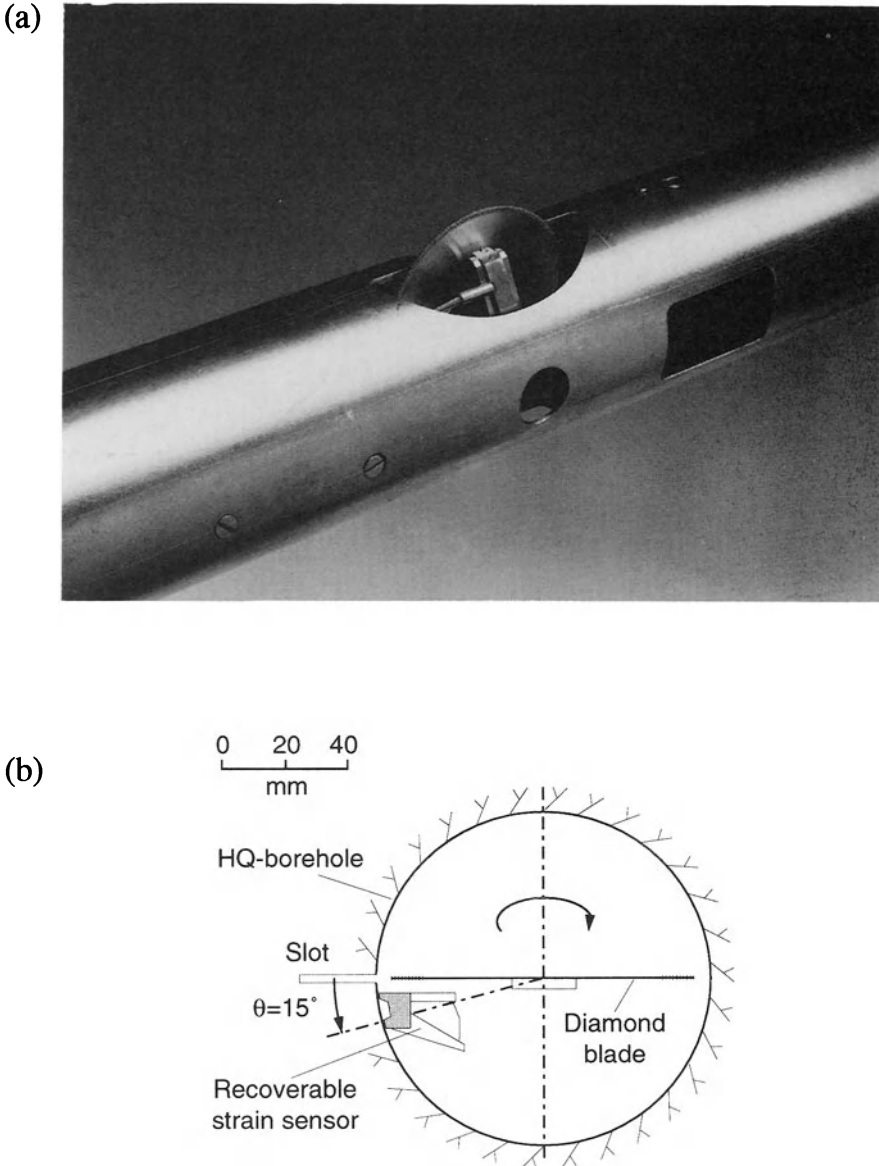 (a)
(b)
0 20 40
mm
HQ-borehole
Slot
θ=15°
Diamond
blade
Recoverable
strain sensor